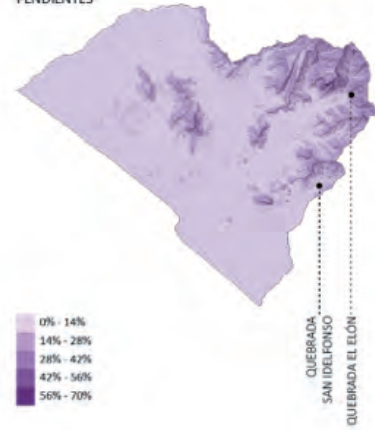 PENDIENTES
0% - 14%
14% - 28%
28% - 42%
42% - 56%
56% - 70%
QUEBRADA
SAN IDELFONSO
QUEBRADA EL ELÓN